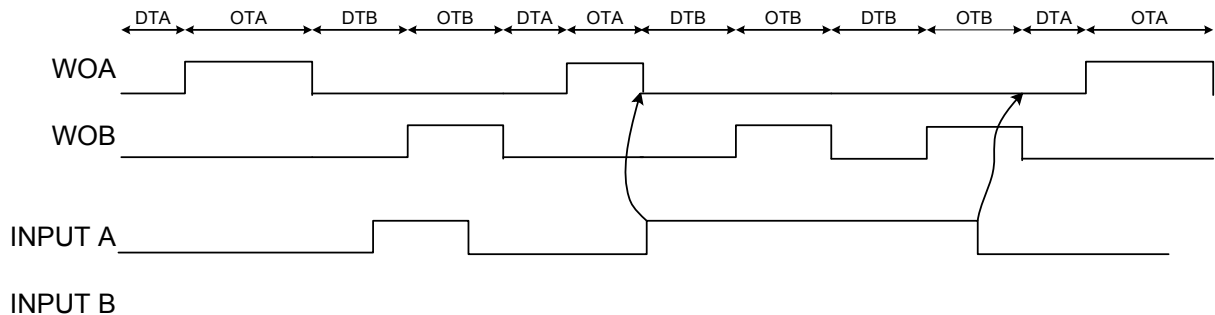 DTA OTA DTB OTB DTA OTA DTB OTB DTB OTB DTA OTA
WOA
WOB
INPUT A
INPUT B